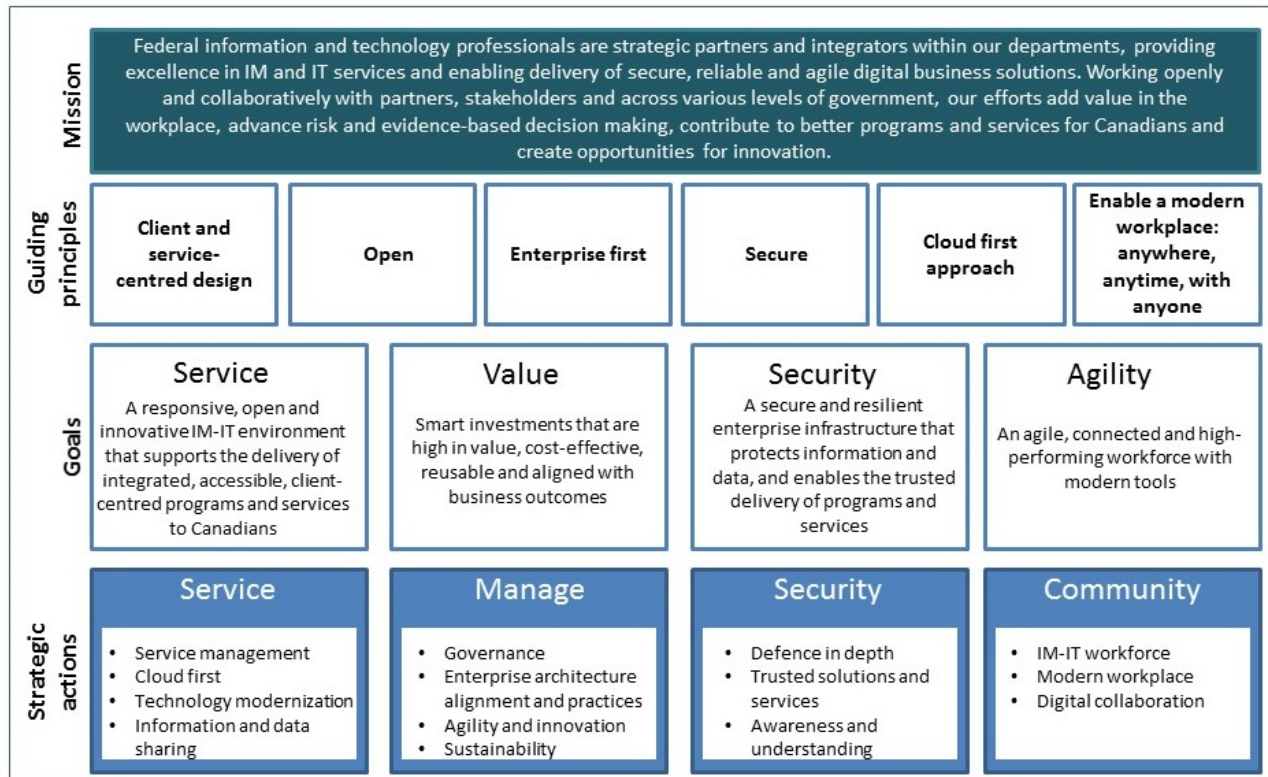 Mission
Federal information and technology professionals are strategic partners and integrators within our departments, providing
excellence in IM and IT services and enabling delivery of secure, reliable and agile digital business solutions. Working openly
and collaboratively with partners, stakeholders and across various levels of government, our efforts add value in the
workplace, advance risk and evidence-based decision making, contribute to better programs and services for Canadians and
create opportunities for innovation.
Guiding
principles
Client and
service-
centred design
Open
Enterprise first
Secure
Cloud first
approach
Enable a modern
workplace:
anywhere,
anytime, with
anyone
Goals
Service
A responsive, open and
innovative IM-IT environment
that supports the delivery of
integrated, accessible, client-
centred programs and services
to Canadians
Value
Smart investments that are
high in value, cost-effective,
reusable and aligned with
business outcomes
Security
A secure and resilient
enterprise infrastructure that
protects information and
data, and enables the trusted
delivery of programs and
services
Agility
An agile, connected and high-
performing workforce with
modern tools
Strategic
actions
Service
• Service management
• Cloud first
• Technology modernization
• Information and data
sharing
Manage
• Governance
• Enterprise architecture
alignment and practices
• Agility and innovation
• Sustainability
Security
• Defence in depth
• Trusted solutions and
services
• Awareness and
understanding
Community
• IM-IT workforce
• Modern workplace
• Digital collaboration